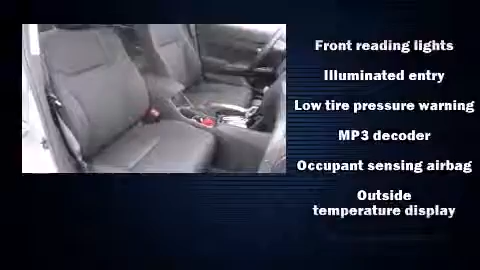 Front reading lights
Illuminated entry
Low tire pressure warning
MP3 decoder
Occupant sensing airbag
Outside
temperature display